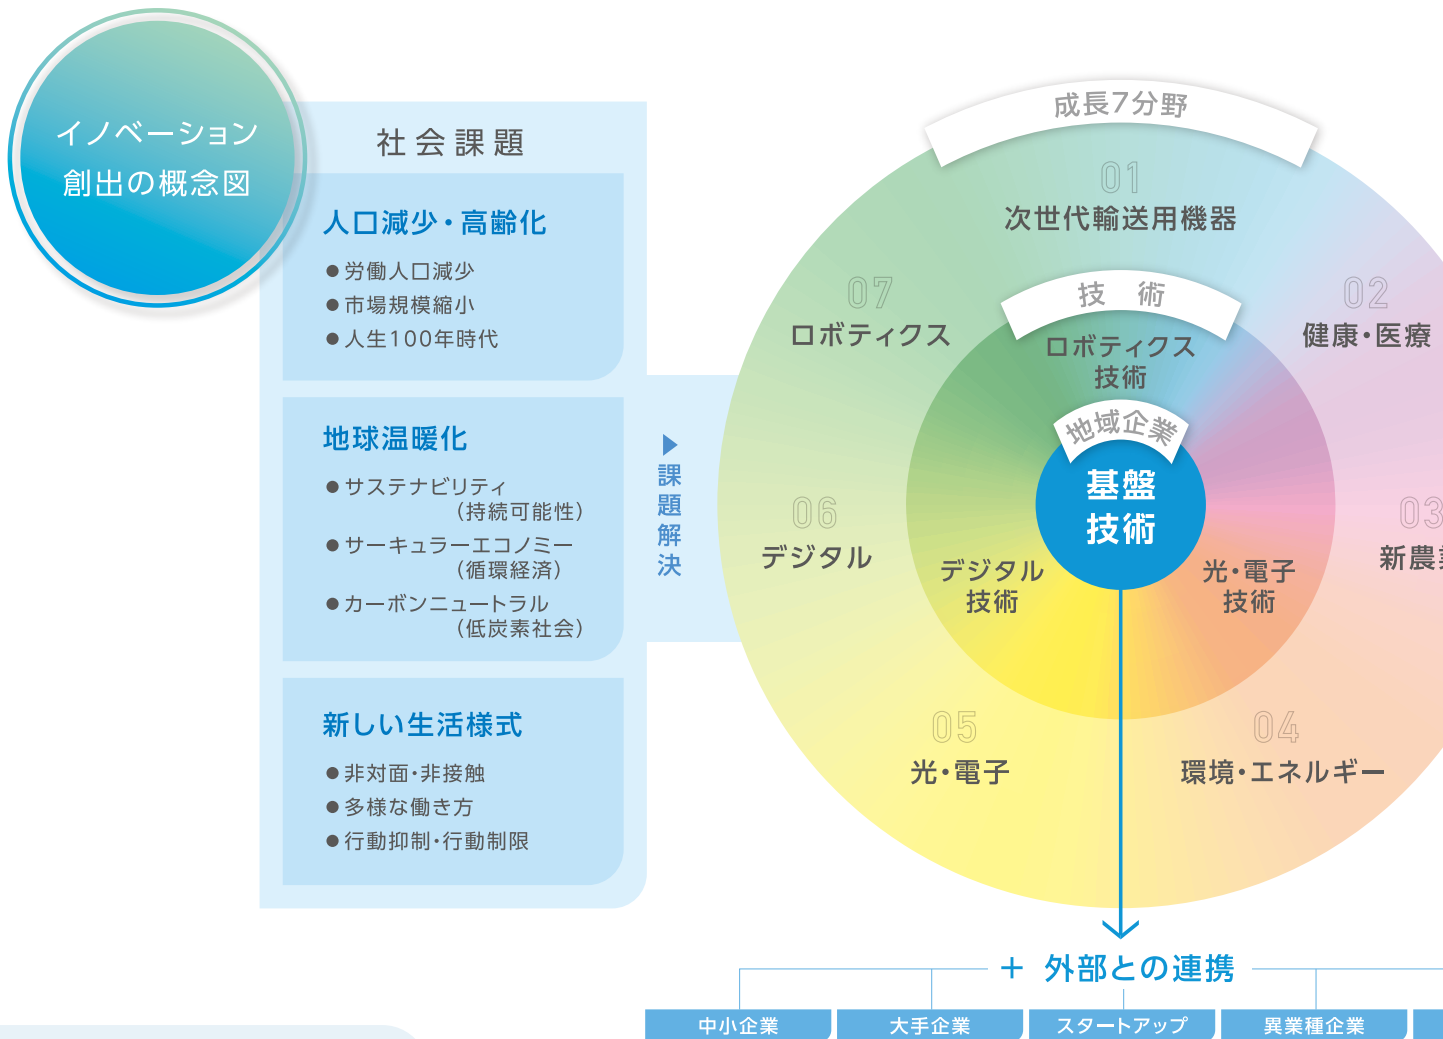 イノベーション
創出の概念図
社会課題
人口減少・高齢化
●労働人口減少
●市場規模縮小
●人生100年時代
地球温暖化
●サステナビリティ
（持続可能性）
●サーキュラーエコノミー
（循環経済）
●カーボンニュートラル
（低炭素社会）
新しい生活様式
●非対面・非接触
●多様な働き方
●行動抑制・行動制限
▶
課題解決
成長7分野
01
次世代輸送用機器
02
健康・医療
03
新農
04
環境・エネルギー
05
光・電子
06
デジタル
07
ロボティクス
技術
ロボティクス
技術
光・電子
技術
デジタル
技術
地域企業
基盤
技術
＋ 外部との連携
中小企業
大手企業
スタートアップ
異業種企業